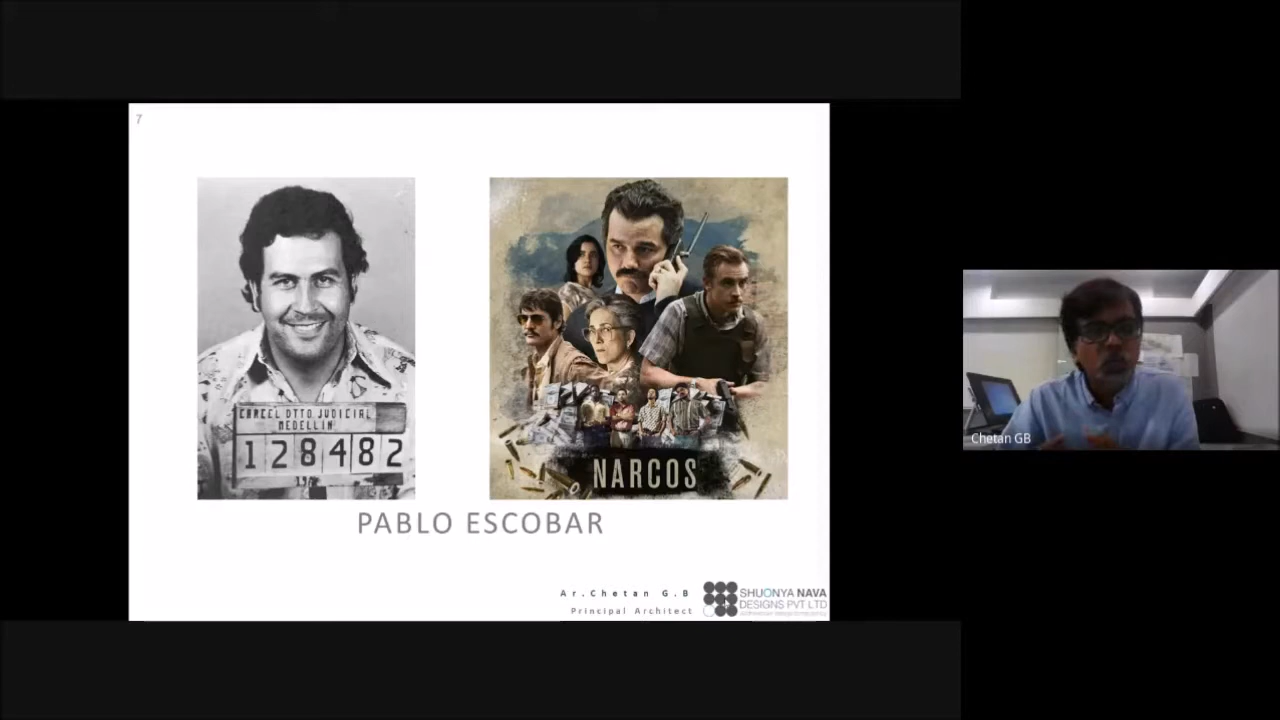 7
CARCEL DTTO.JUDICIAL
MEDELLIN
128482
NARCOS
PABLO ESCOBAR
Ar.Chetan G.B
Principal Architect
SHUONYA NAVA
DESIGNS PVT LTD
Chetan GB